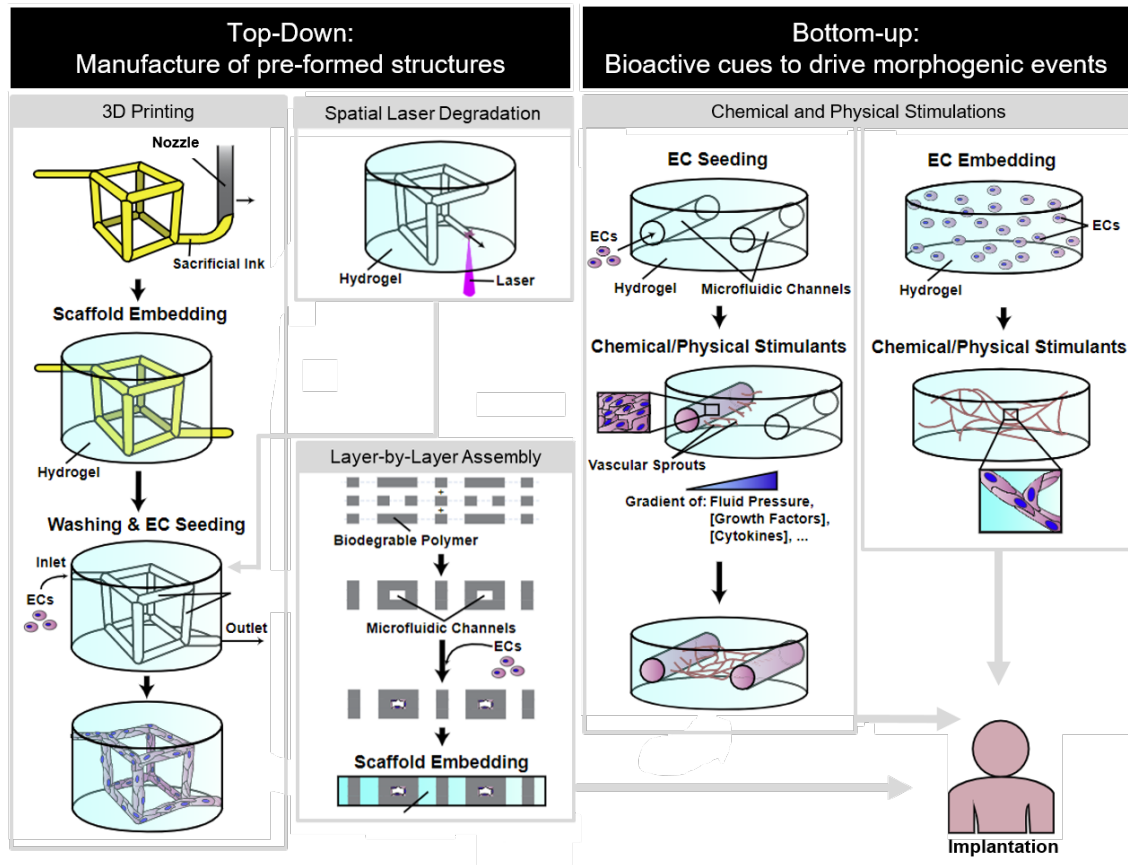 Top-Down:
Manufacture of pre-formed structures
Bottom-up:
Bioactive cues to drive morphogenic events
3D Printing
Nozzle
Sacrificial Ink
Scaffold Embedding
Hydrogel
Washing & EC Seeding
Inlet
ECs
Outlet
Spatial Laser Degradation
Hydrogel
Laser
Layer-by-Layer Assembly
Biodegrable Polymer
Microfluidic Channels
ECs
Scaffold Embedding
Chemical and Physical Stimulations
EC Seeding
ECs
Hydrogel
Microfluidic Channels
Chemical/Physical Stimulants
Vascular Sprouts
Gradient of: Fluid Pressure,
[Growth Factors],
[Cytokines], ...
EC Embedding
ECs
Hydrogel
Chemical/Physical Stimulants
Implantation